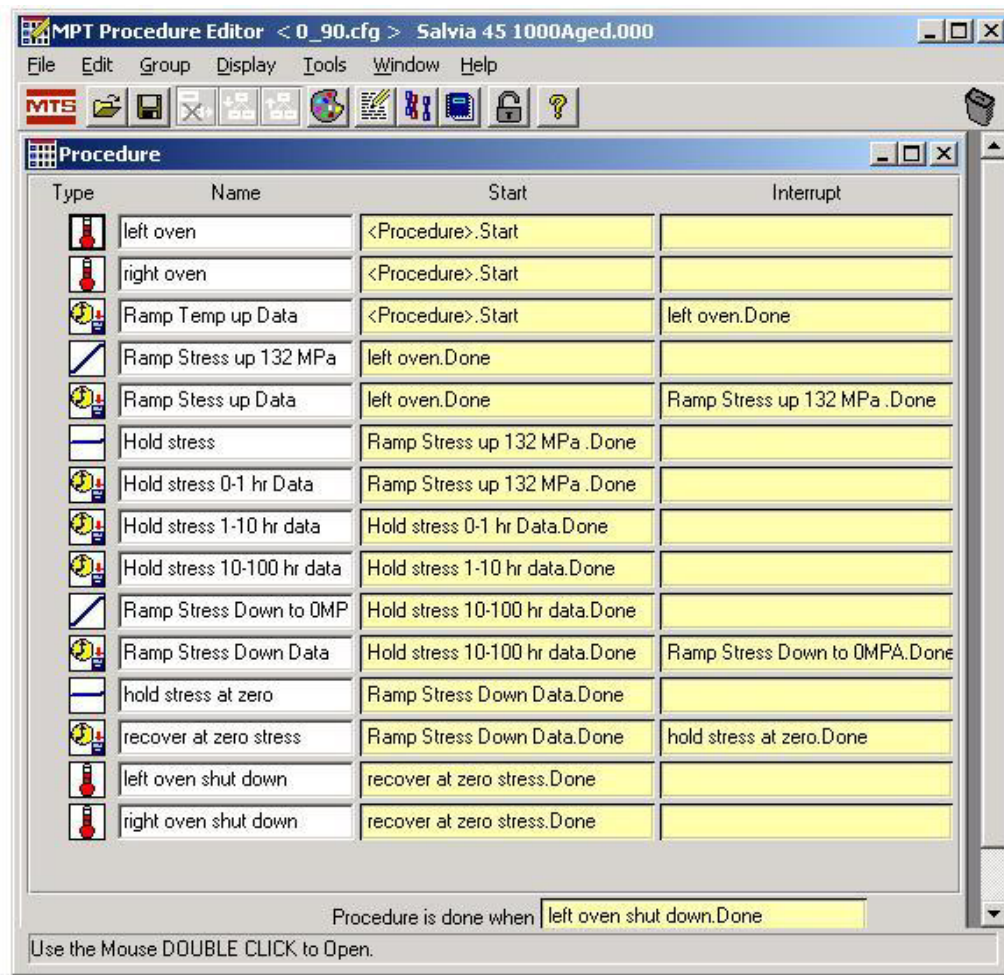 MPT Procedure Editor < 0_90.cfg > Salvia 45 1000Aged.000
File Edit Group Display Tools Window Help
MTS
Procedure
Type Name Start Interrupt
left oven <Procedure>.Start
right oven <Procedure>.Start
Ramp Temp up Data <Procedure>.Start left oven.Done
Ramp Stress up 132 MPa left oven.Done
Ramp Stess up Data left oven.Done Ramp Stress up 132 MPa .Done
Hold stress Ramp Stress up 132 MPa .Done
Hold stress 0-1 hr Data Ramp Stress up 132 MPa .Done
Hold stress 1-10 hr data Hold stress 0-1 hr Data.Done
Hold stress 10-100 hr data Hold stress 1-10 hr data.Done
Ramp Stress Down to 0MP Hold stress 10-100 hr data.Done
Ramp Stress Down Data Hold stress 10-100 hr data.Done Ramp Stress Down to 0MPA.Done
hold stress at zero Ramp Stress Down Data.Done
recover at zero stress Ramp Stress Down Data.Done hold stress at zero.Done
left oven shut down recover at zero stress.Done
right oven shut down recover at zero stress.Done
Procedure is done when left oven shut down.Done
Use the Mouse DOUBLE CLICK to Open.